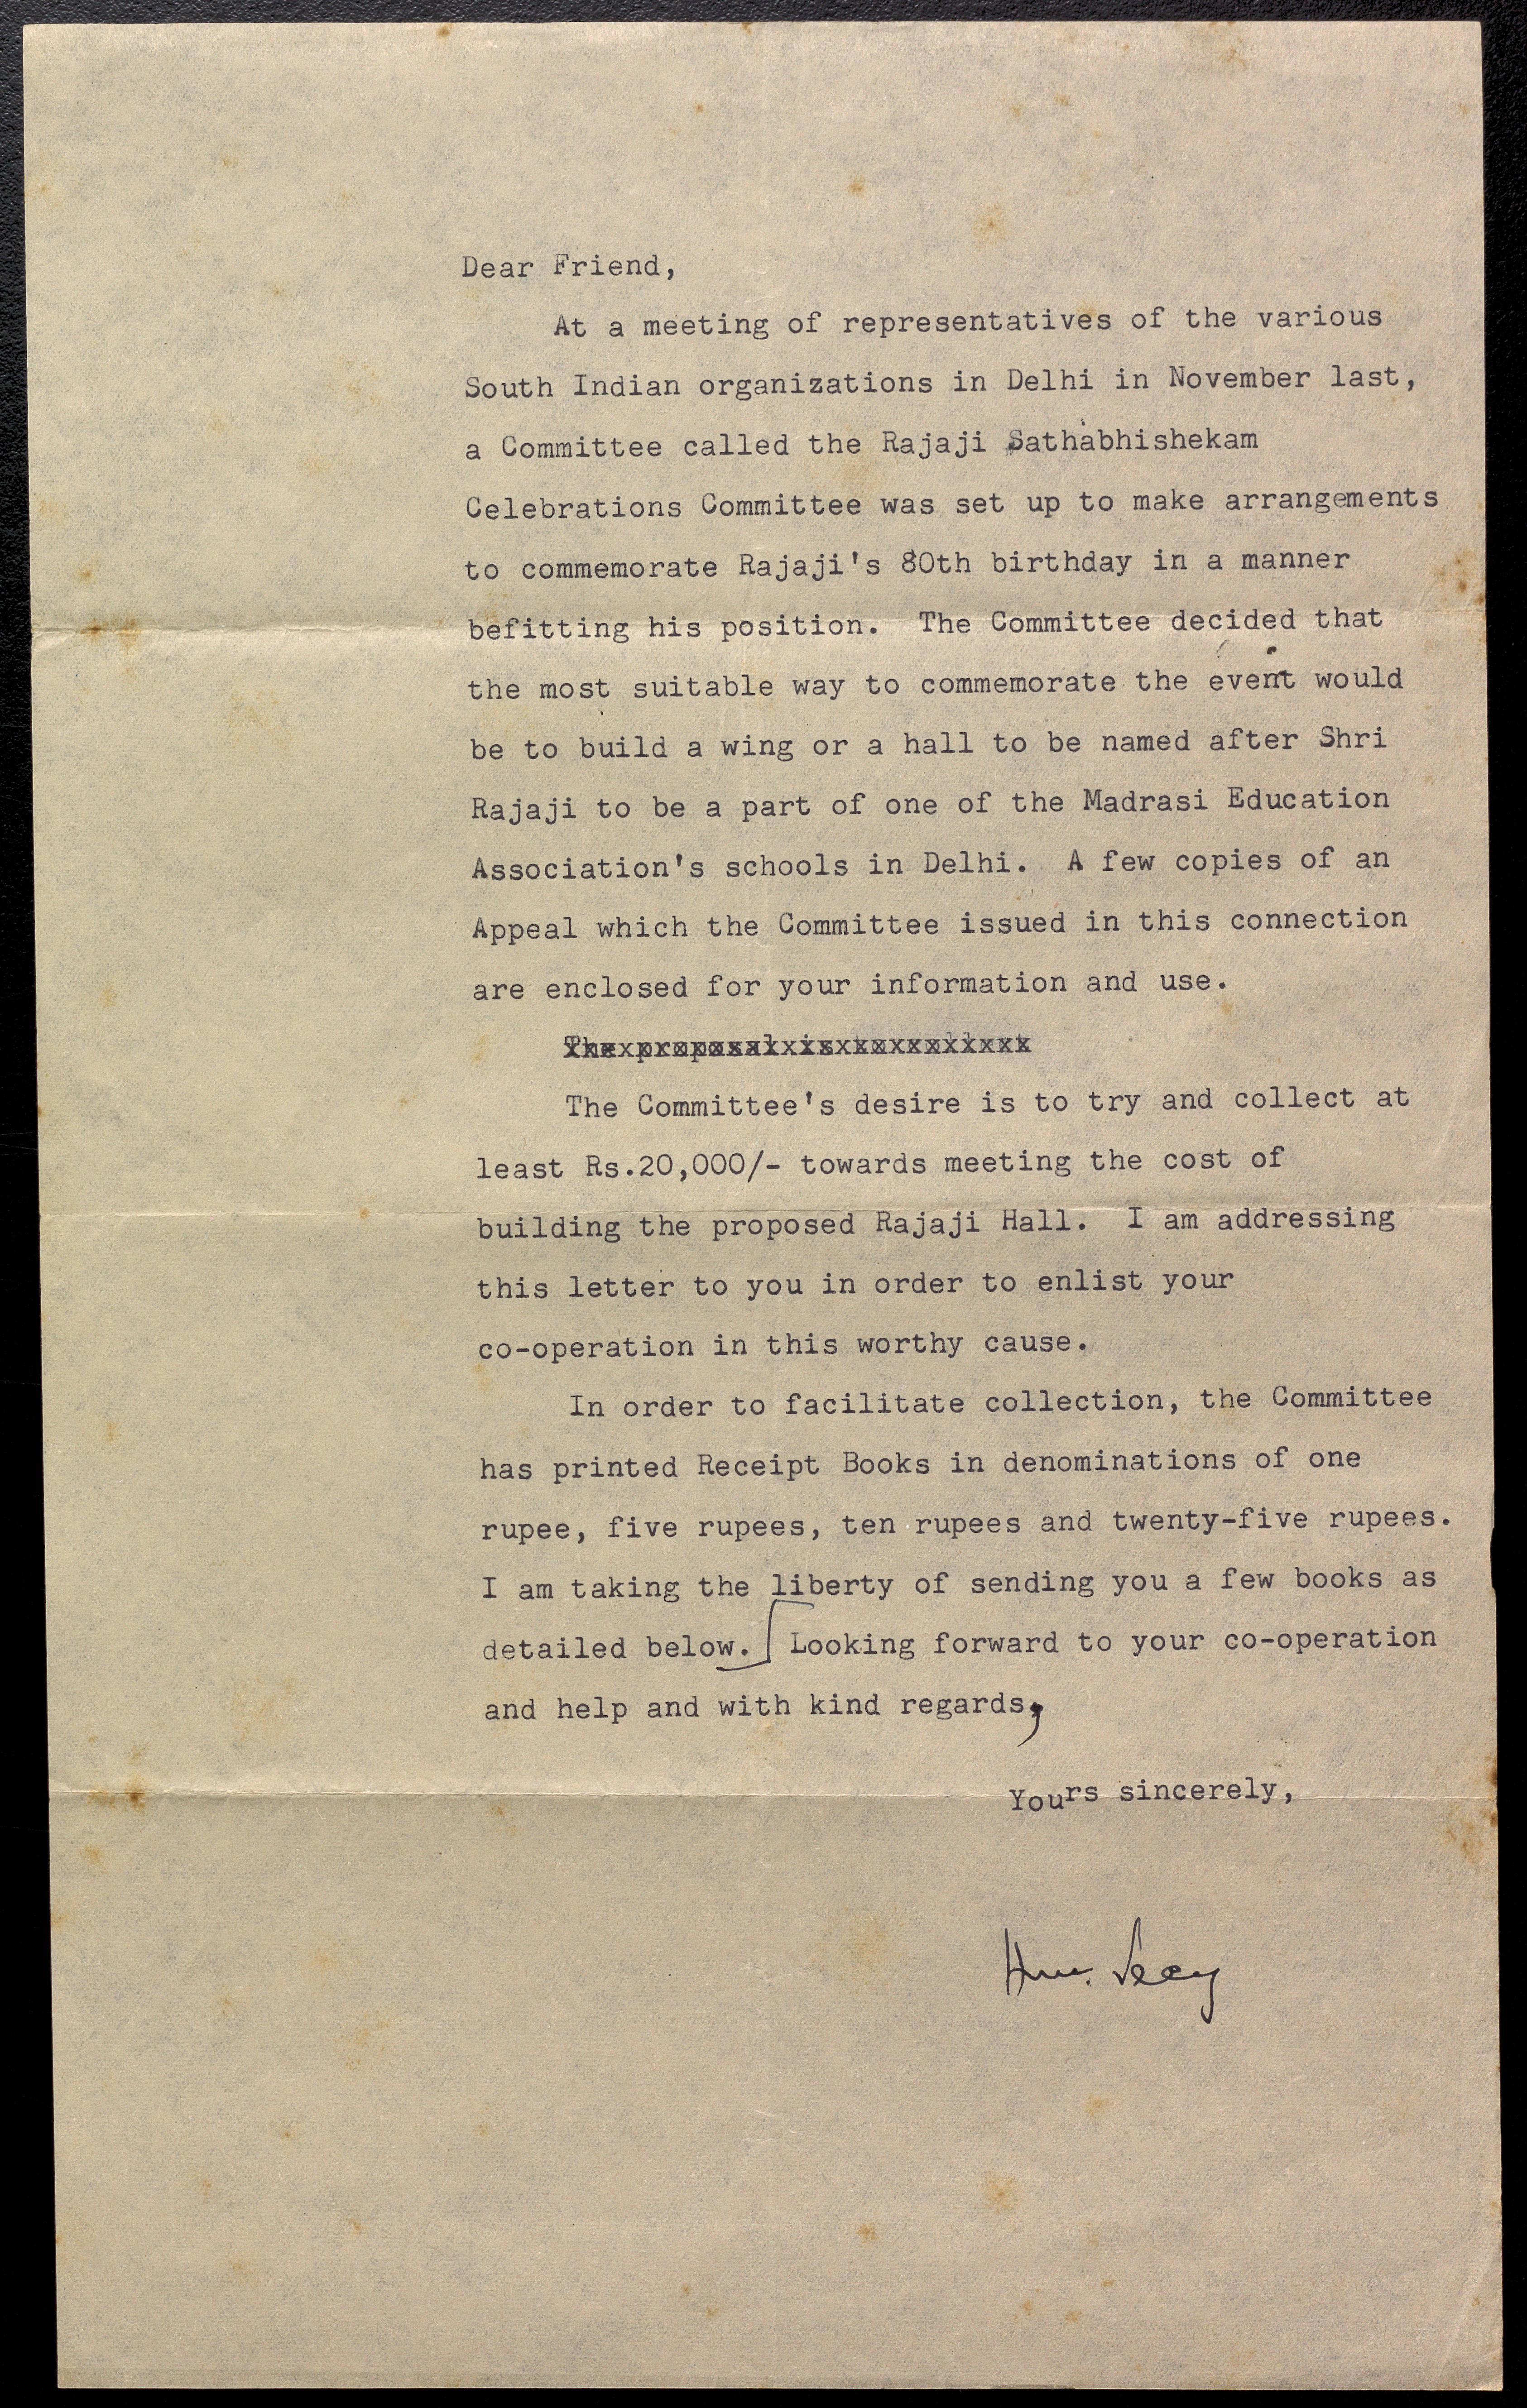 Dear Friend,
At a meeting of representatives of the various
South Indian organizations in Delhi in November last,
a Committee called the Rajaji Sathabhishekam
Celebrations Committee was set up to make arrangements
to commemorate Rajaji's 80th birthday in a manner
befitting his position. The Committee decided that
the most suitable way to commemorate the event would
be to build a wing or a hall to be named after Shri
Rajaji to be a part of one of the Madrasi Education
Association's schools in Delhi. A few copies of an
Appeal which the Committee issued in this connection
are enclosed for your information and use.
The proposal is to
The Committee's desire is to try and collect at
least Rs.20,000/- towards meeting the cost of
building the proposed Rajaji Hall. I am addressing
this letter to you in order to enlist your
co-operation in this worthy cause.
In order to facilitate collection, the Committee
has printed Receipt Books in denominations of one
rupee, five rupees, ten rupees and twenty-five rupees.
I am taking the liberty of sending you a few books as
detailed below. Looking forward to your co-operation
and help and with kind regards,
Yours sincerely,
Hon. Secy